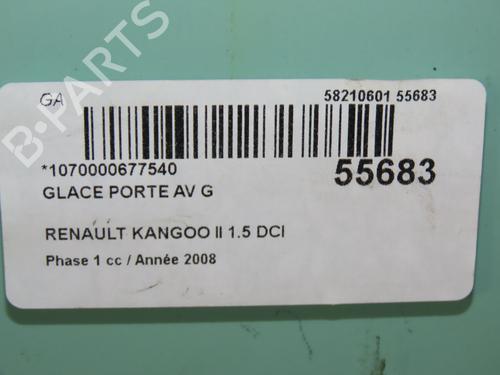 GA
58210601 55683
*1070000677540
55683
GLACE PORTE AV G
RENAULT KANGOO II 1.5 DCI
Phase 1 cc / Année 2008
B-PARTS